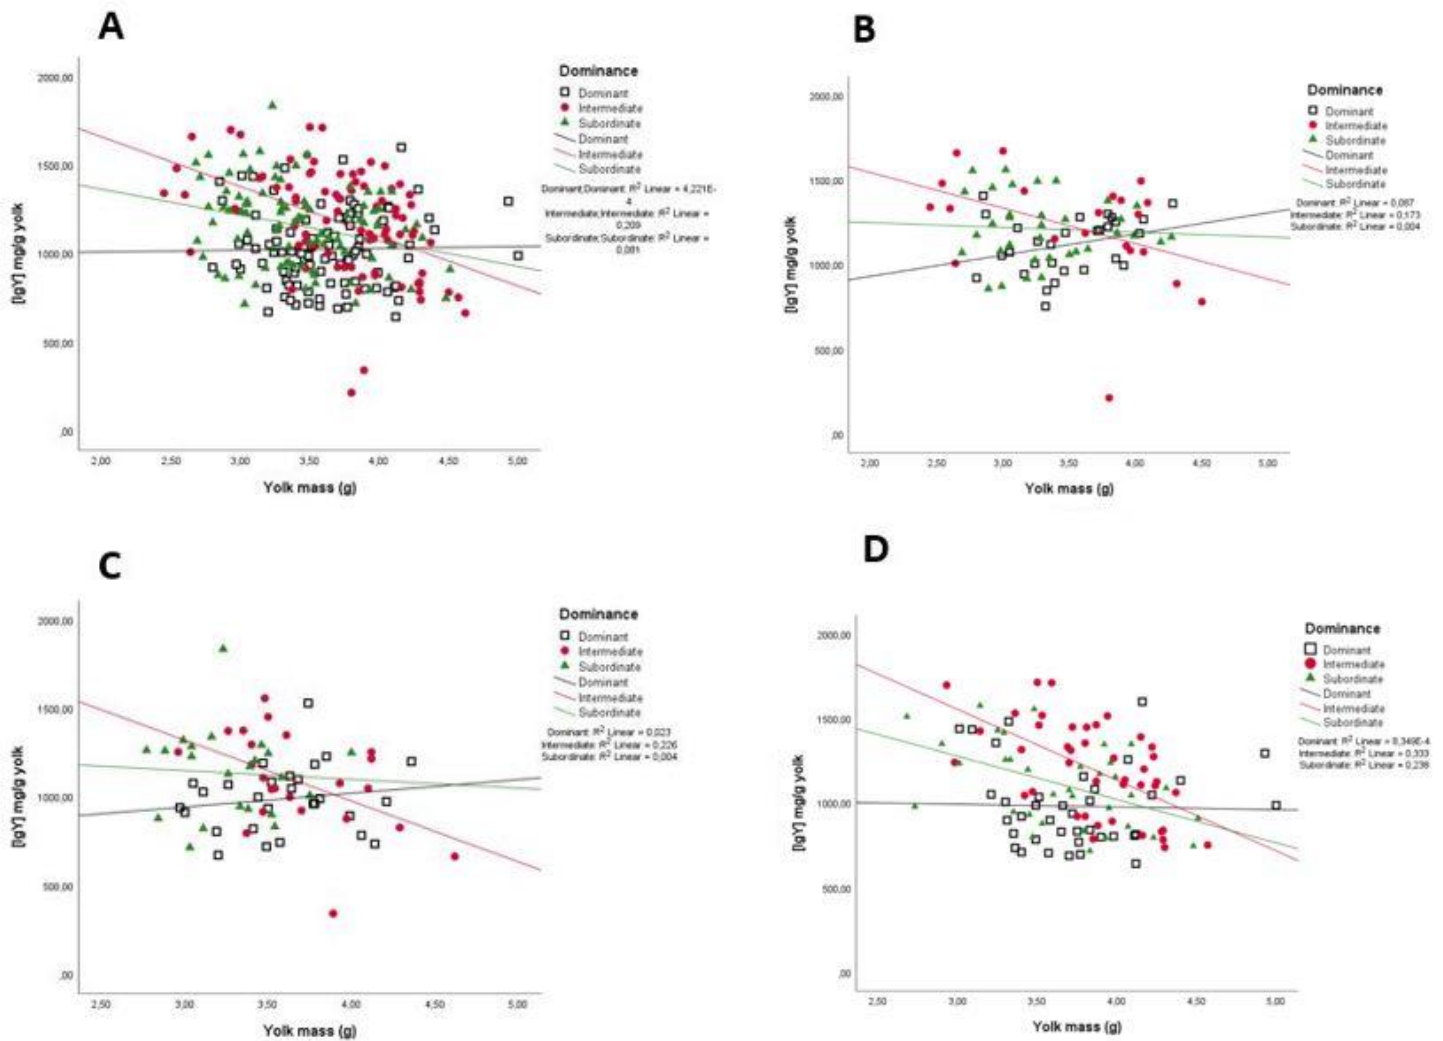 A
2000,00
1500,00
1000,00
500,00
,00
[IgY] mg/g yolk
2,00 2,50 3,00 3,50 4,00 4,50 5,00
Yolk mass (g)
Dominance
Dominant
Intermediate
Subordinate
Dominant
Intermediate
Subordinate
Dominant;Dominant: R² Linear = 4,221E-
4
Intermediate;Intermediate: R² Linear =
0,209
Subordinate;Subordinate: R² Linear =
0,081
B
2000,00
1500,00
1000,00
500,00
,00
[IgY] mg/g yolk
2,00 2,50 3,00 3,50 4,00 4,50 5,00
Yolk mass (g)
Dominance
Dominant
Intermediate
Subordinate
Dominant
Intermediate
Subordinate
Dominant: R² Linear = 0,087
Intermediate: R² Linear = 0,173
Subordinate: R² Linear = 0,004
C
2000,00
1500,00
1000,00
500,00
,00
[IgY] mg/g yolk
2,50 3,00 3,50 4,00 4,50 5,00
Yolk mass (g)
Dominance
Dominant
Intermediate
Subordinate
Dominant
Intermediate
Subordinate
Dominant: R² Linear = 0,023
Intermediate: R² Linear = 0,226
Subordinate: R² Linear = 0,004
D
2000,00
1500,00
1000,00
500,00
,00
[IgY] mg/g yolk
2,50 3,00 3,50 4,00 4,50 5,00
Yolk mass (g)
Dominance
Dominant
Intermediate
Subordinate
Dominant
Intermediate
Subordinate
Dominant: R² Linear =
Intermediate: R² Linear = 0,333
Subordinate: R² Linear = 0,238